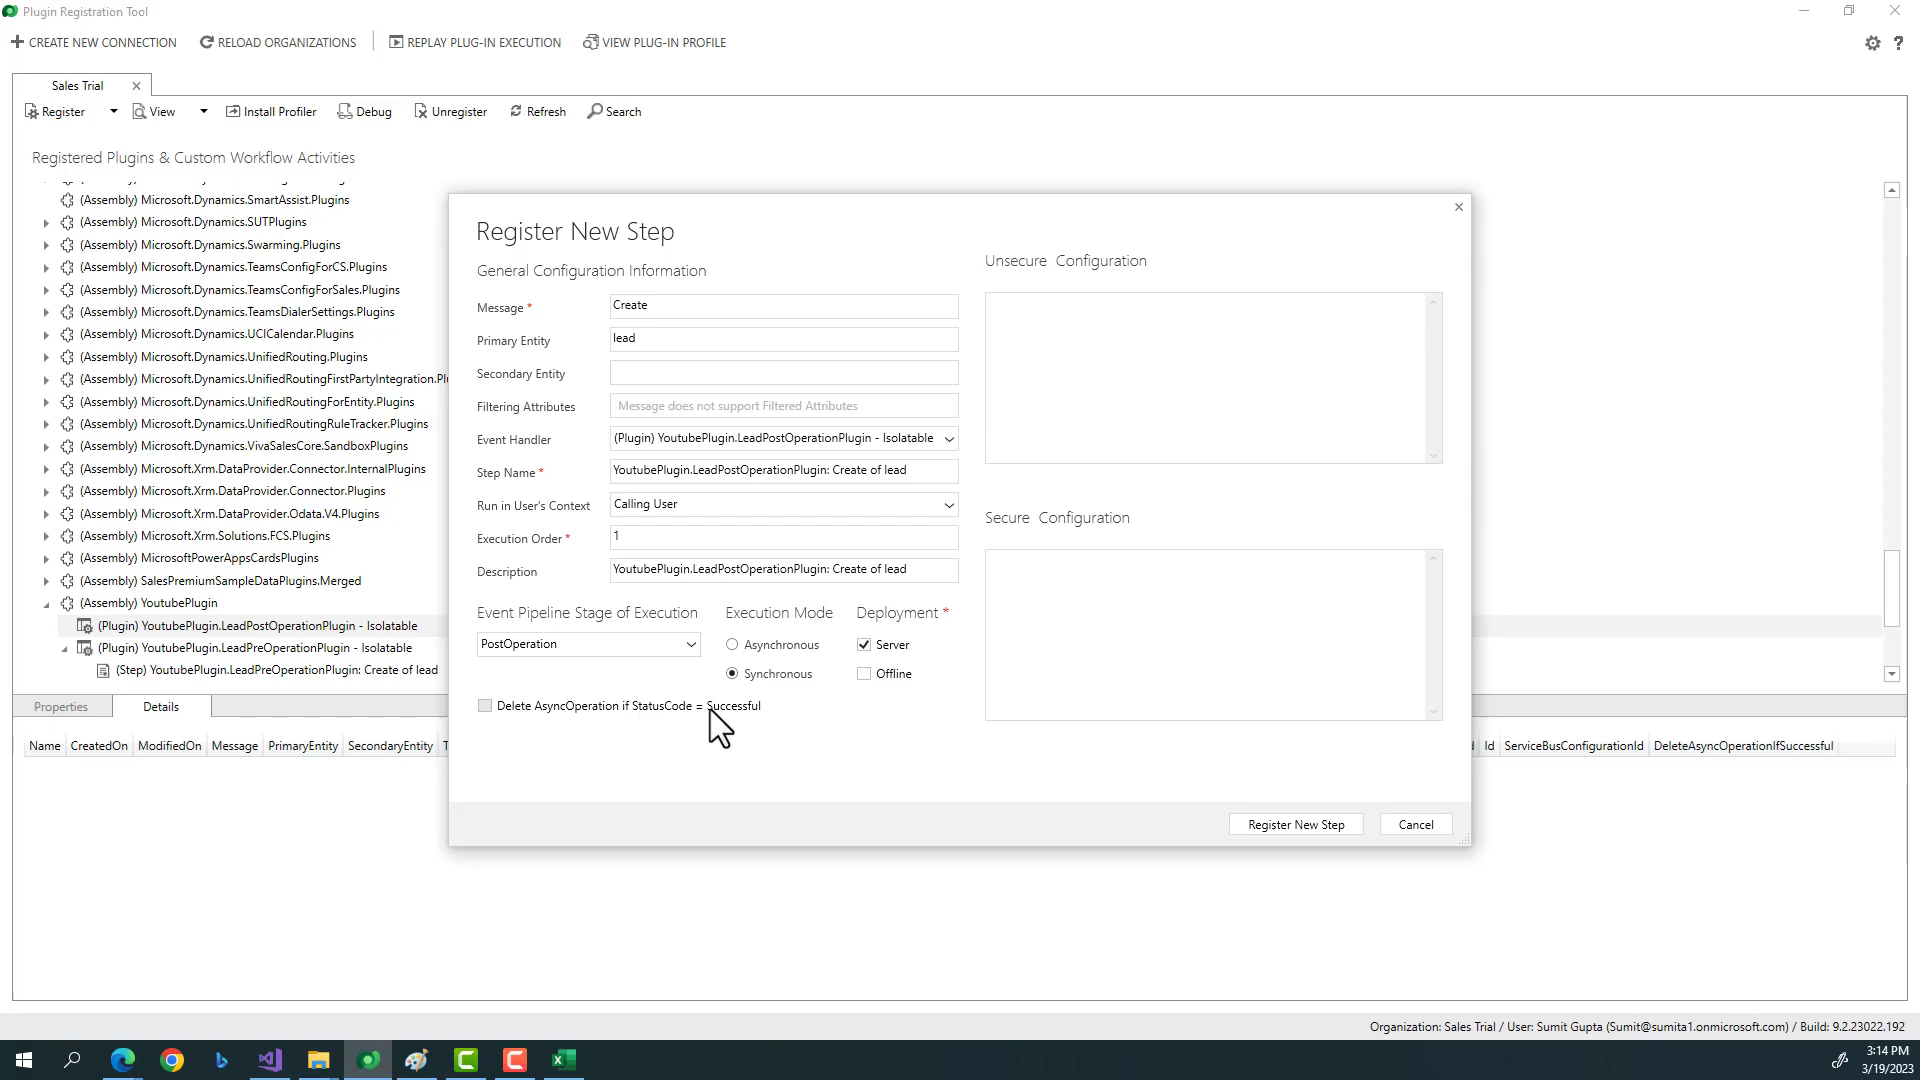 Plugin Registration Tool
CREATE NEW CONNECTION RELOAD ORGANIZATIONS REPLAY PLUG-IN EXECUTION VIEW PLUG-IN PROFILE
Sales Trial
Register View Install Profiler Debug Unregister Refresh Search
Registered Plugins & Custom Workflow Activities
(Assembly) Microsoft.Dynamics.SmartAssist.Plugins
(Assembly) Microsoft.Dynamics.SUTPlugins
(Assembly) Microsoft.Dynamics.Swarming.Plugins
(Assembly) Microsoft.Dynamics.TeamsConfigForCS.Plugins
(Assembly) Microsoft.Dynamics.TeamsConfigForSales.Plugins
(Assembly) Microsoft.Dynamics.TeamsDialerSettings.Plugins
(Assembly) Microsoft.Dynamics.UCICalendar.Plugins
(Assembly) Microsoft.Dynamics.UnifiedRouting.Plugins
(Assembly) Microsoft.Dynamics.UnifiedRoutingFirstPartyIntegration.Plu
(Assembly) Microsoft.Dynamics.UnifiedRoutingForEntity.Plugins
(Assembly) Microsoft.Dynamics.UnifiedRoutingRuleTracker.Plugins
(Assembly) Microsoft.Dynamics.VivaSalesCore.SandboxPlugins
(Assembly) Microsoft.Xrm.DataProvider.Connector.InternalPlugins
(Assembly) Microsoft.Xrm.DataProvider.Connector.Plugins
(Assembly) Microsoft.Xrm.DataProvider.Odata.V4.Plugins
(Assembly) Microsoft.Xrm.Solutions.FCS.Plugins
(Assembly) MicrosoftPowerAppsCardsPlugins
(Assembly) SalesPremiumSampleDataPlugins.Merged
(Assembly) YoutubePlugin
(Plugin) YoutubePlugin.LeadPostOperationPlugin - Isolatable
(Plugin) YoutubePlugin.LeadPreOperationPlugin - Isolatable
(Step) YoutubePlugin.LeadPreOperationPlugin: Create of lead
Register New Step
General Configuration Information
Message * Create
Primary Entity lead
Secondary Entity
Filtering Attributes Message does not support Filtered Attributes
Event Handler (Plugin) YoutubePlugin.LeadPostOperationPlugin - Isolatable
Step Name * YoutubePlugin.LeadPostOperationPlugin: Create of lead
Run in User's Context Calling User
Execution Order * 1
Description YoutubePlugin.LeadPostOperationPlugin: Create of lead
Event Pipeline Stage of Execution Execution Mode Deployment *
PostOperation Asynchronous Server
Synchronous Offline
Delete AsyncOperation if StatusCode = Successful
Unsecure Configuration
Secure Configuration
Register New Step Cancel
Properties Details
Name CreatedOn ModifiedOn Message PrimaryEntity SecondaryEntity Id ServiceBusConfigurationId DeleteAsyncOperationIfSuccessful
Organization: Sales Trial / User: Sumit Gupta (Sumit@sumita1.onmicrosoft.com) / Build: 9.2.23022.192
3:14 PM
3/19/2023